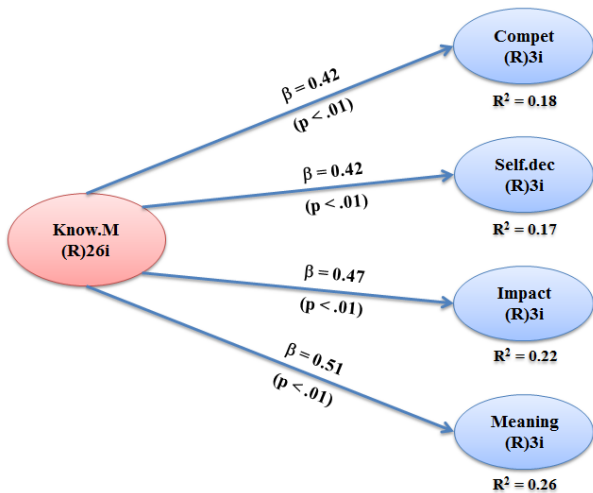 Compet
(R)3i
R² = 0.18
β = 0.42
(p < .01)
Self.dec
(R)3i
R² = 0.17
β = 0.42
(p < .01)
Know.M
(R)26i
β = 0.47
(p < .01)
Impact
(R)3i
R² = 0.22
β = 0.51
(p < .01)
Meaning
(R)3i
R² = 0.26